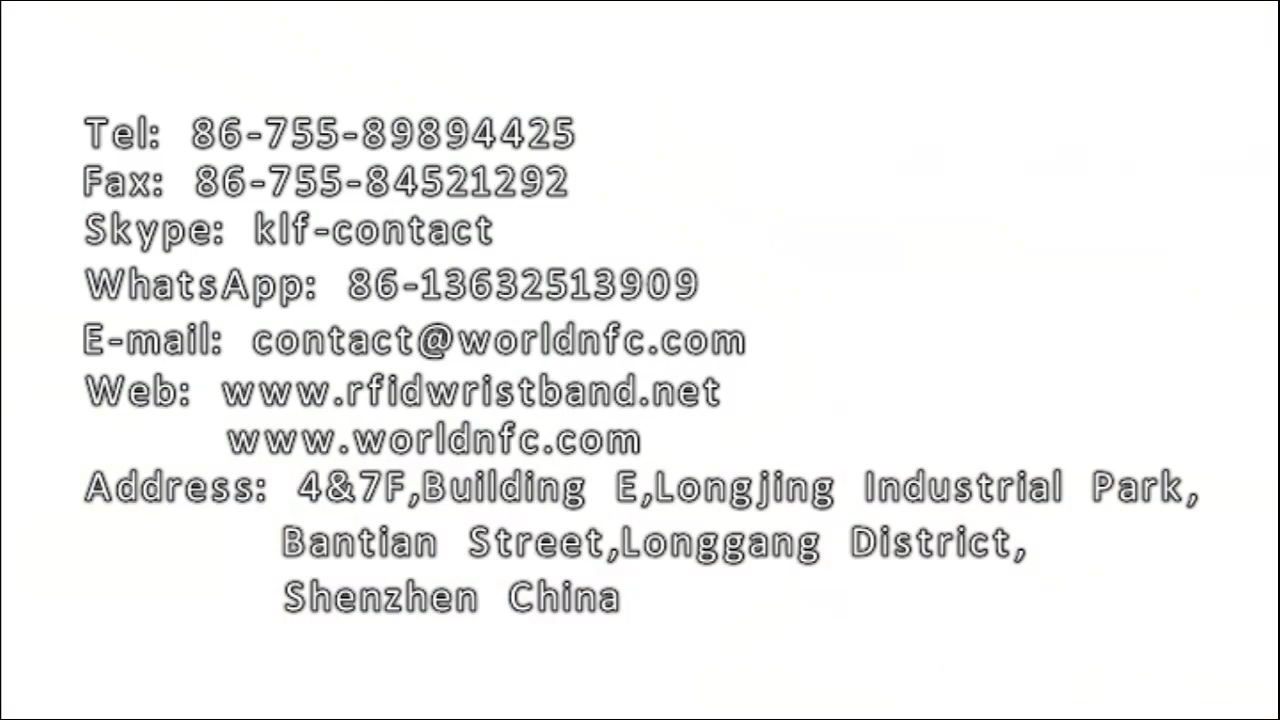 Tel: 86-755-89894425
Fax: 86-755-84521292
Skype: klf-contact
WhatsApp: 86-13632513909
E-mail: contact@worldnfc.com
Web: www.rfidwristband.net
www.worldnfc.com
Address: 4&7F,Building E,Longjing Industrial Park,
Bantian Street,Longgang District,
Shenzhen China